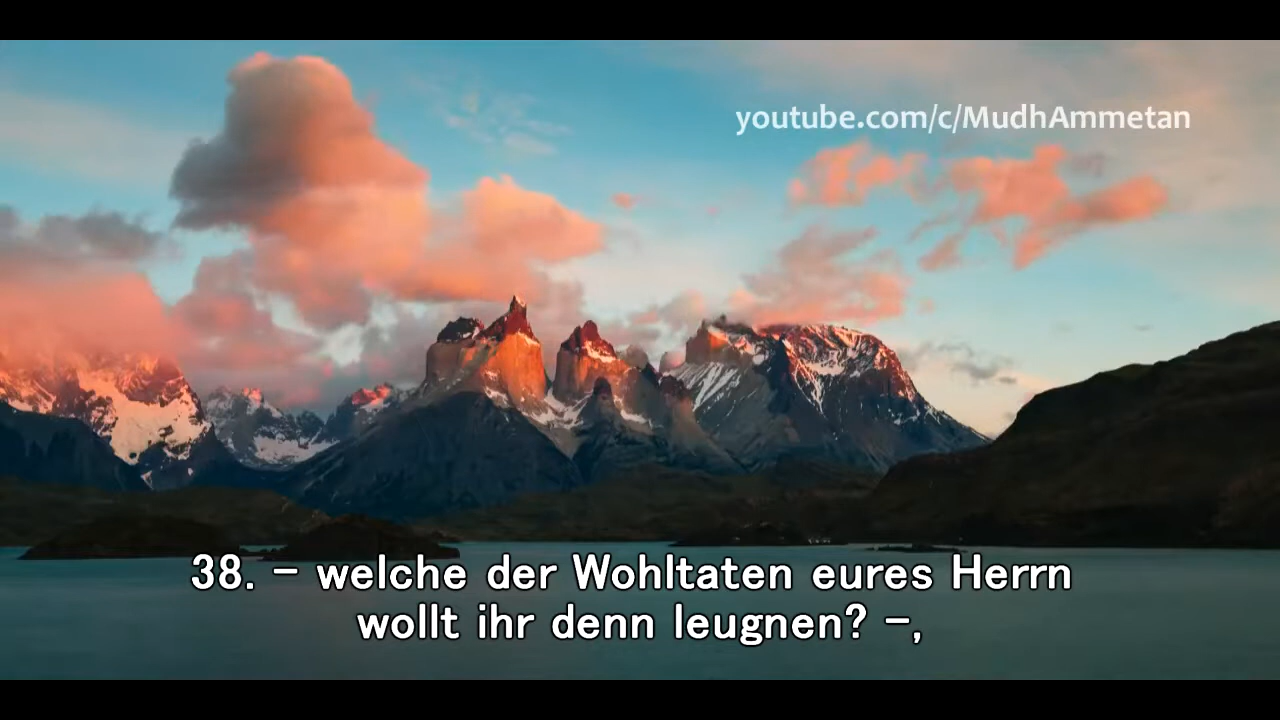 youtube.com/c/MudhAmmetan
38. – welche der Wohltaten eures Herrn
wollt ihr denn leugnen? –,